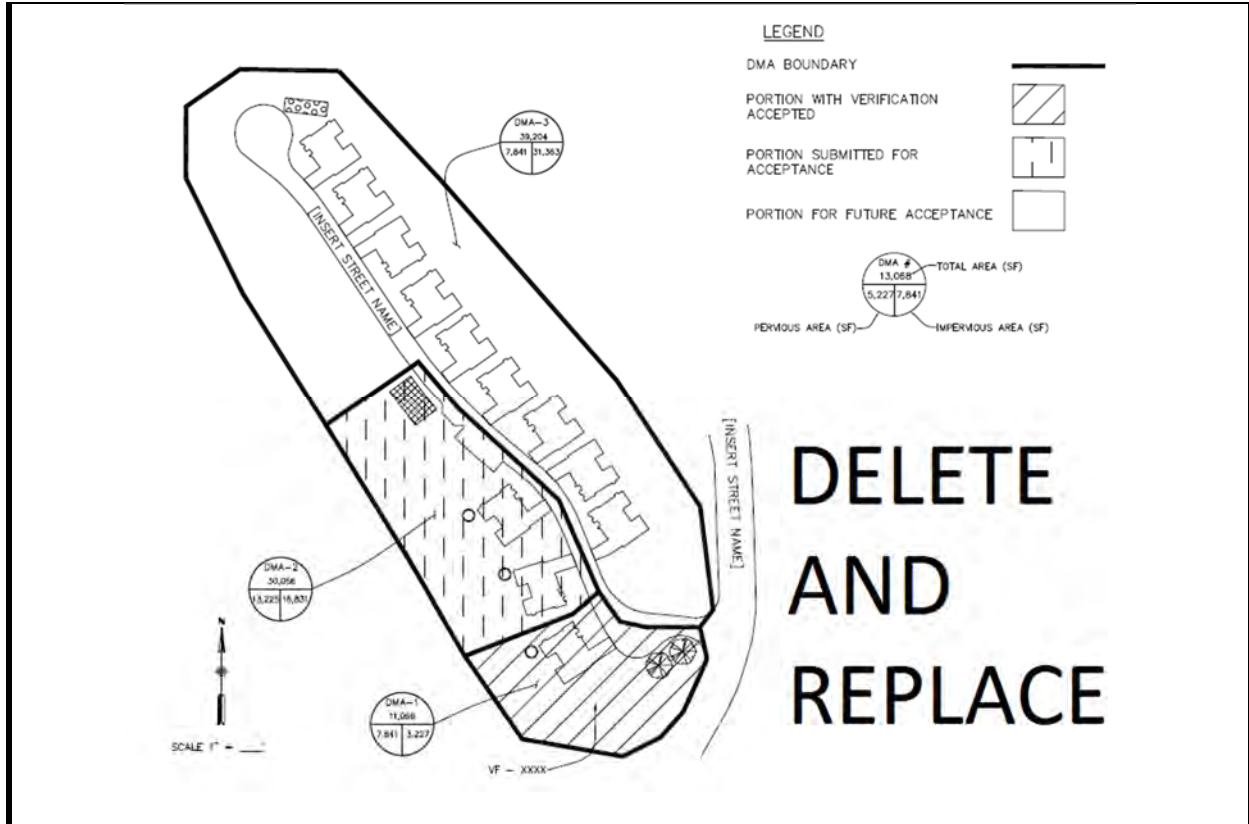 LEGEND
DMA BOUNDARY
PORTION WITH VERIFICATION
ACCEPTED
PORTION SUBMITTED FOR
ACCEPTANCE
PORTION FOR FUTURE ACCEPTANCE
DMA #
13,068
TOTAL AREA (SF)
5,227 7,841
PERVIOUS AREA (SF)
IMPERVIOUS AREA (SF)
DMA-3
39,204
7,841 31,363
[INSERT STREET NAME]
[INSERT STREET NAME]
DELETE
AND
REPLACE
DMA-2
30,056
13,225 16,831
N
DMA-1
11,068
7,841 3,227
SCALE 1" = ___'
VF - XXXX